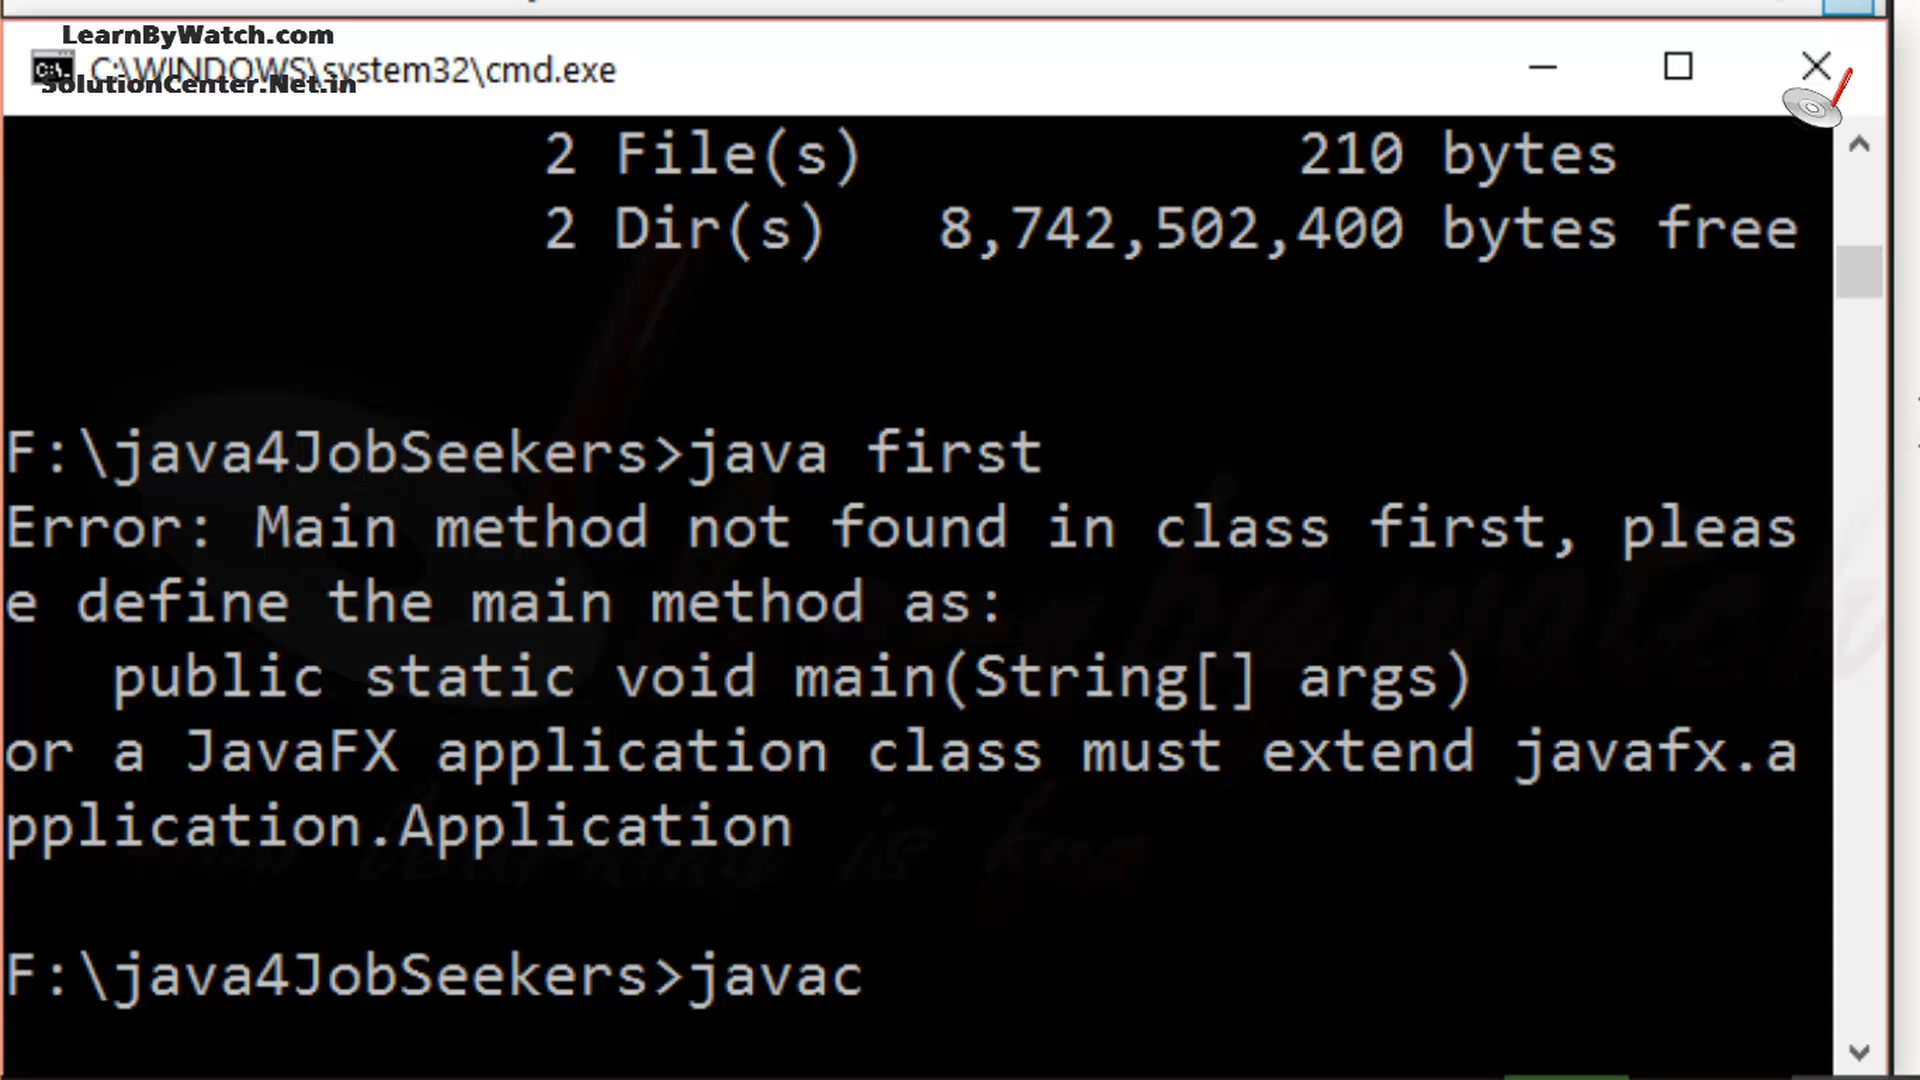 LearnByWatch.com
C:\WINDOWS\system32\cmd.exe
SolutionCenter.Net.in
2 File(s) 210 bytes
2 Dir(s) 8,742,502,400 bytes free
F:\java4JobSeekers>java first
Error: Main method not found in class first, pleas
e define the main method as:
public static void main(String[] args)
or a JavaFX application class must extend javafx.a
pplication.Application
F:\java4JobSeekers>javac